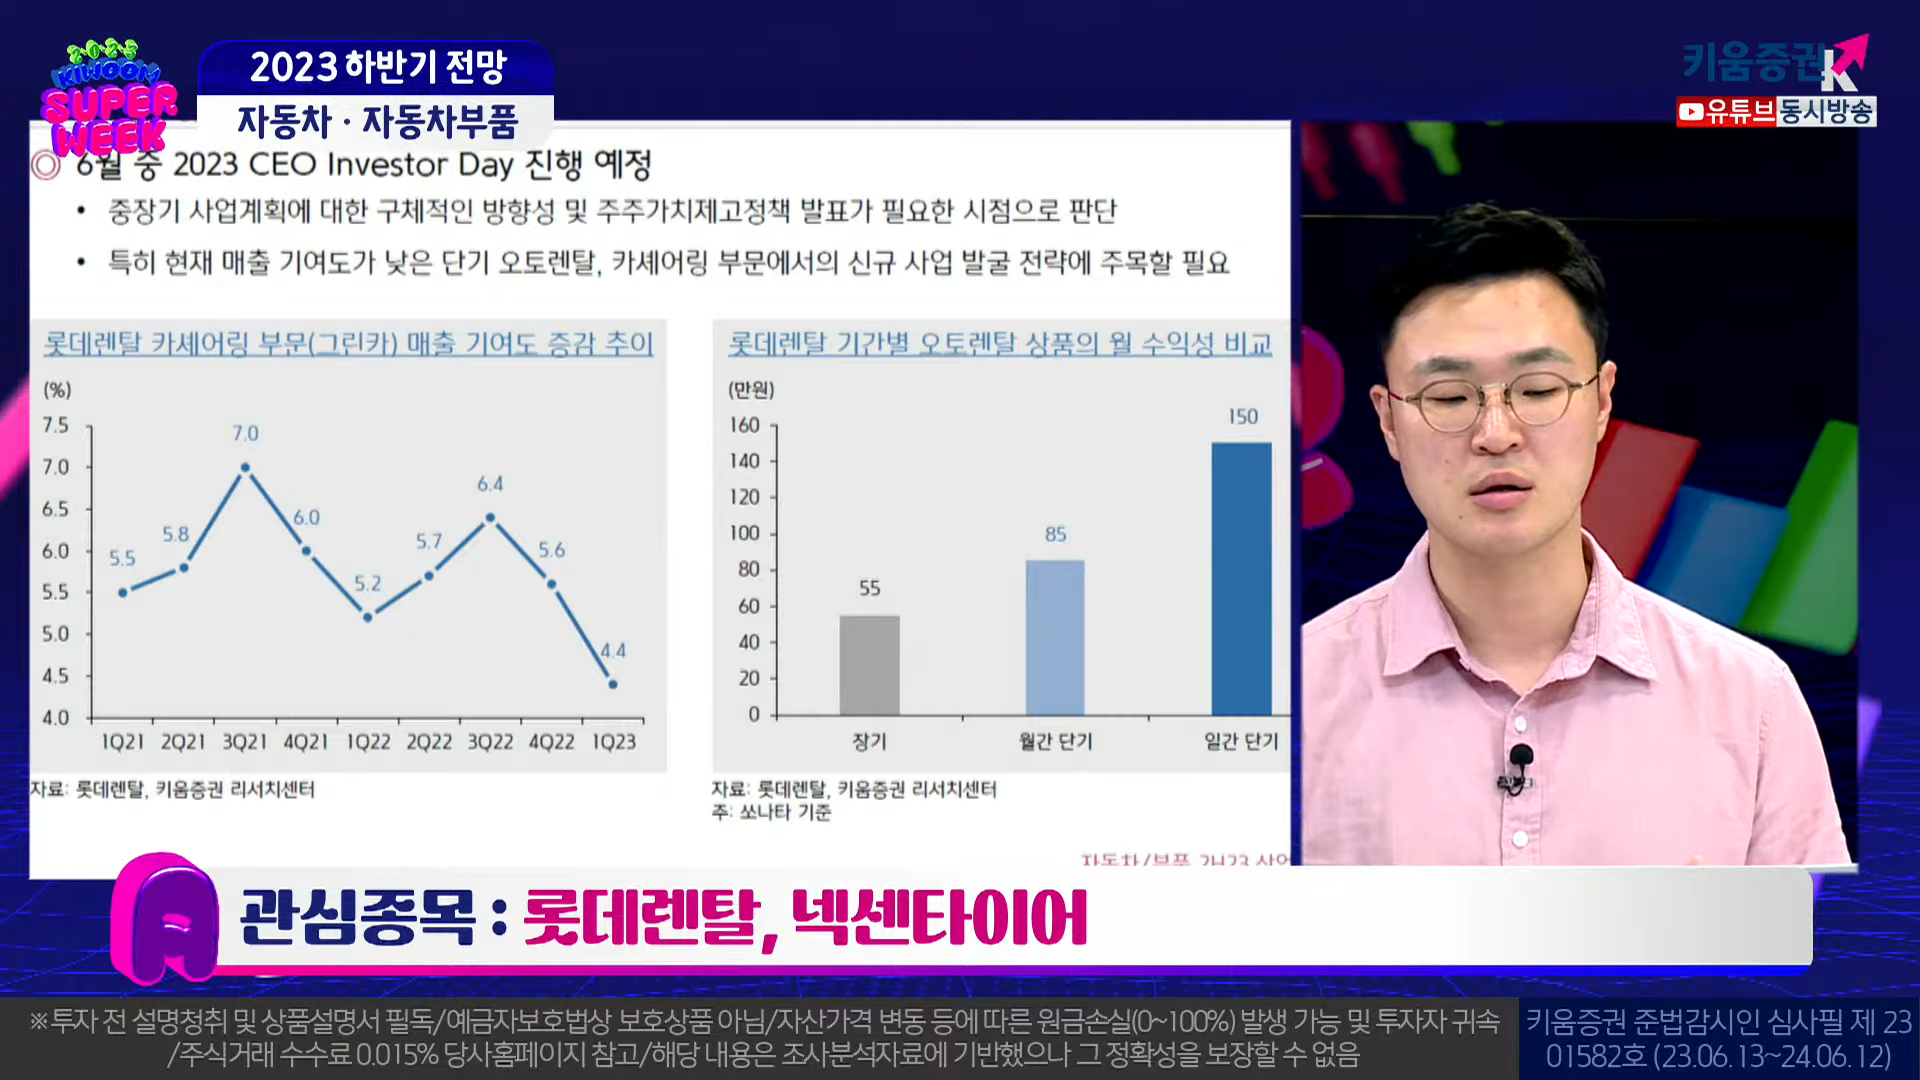 2023
KIWOOM
SUPER
WEEK
2023 하반기 전망
자동차 · 자동차부품
키움증권
유튜브 동시방송
◎ 6월 중 2023 CEO Investor Day 진행 예정
• 중장기 사업계획에 대한 구체적인 방향성 및 주주가치제고정책 발표가 필요한 시점으로 판단
• 특히 현재 매출 기여도가 낮은 단기 오토렌탈, 카셰어링 부문에서의 신규 사업 발굴 전략에 주목할 필요
롯데렌탈 카셰어링 부문(그린카) 매출 기여도 증감 추이
(%)
7.5
7.0
6.5
6.0
5.5
5.0
4.5
4.0
5.5
5.8
7.0
6.0
5.2
5.7
6.4
5.6
4.4
1Q21 2Q21 3Q21 4Q21 1Q22 2Q22 3Q22 4Q22 1Q23
자료: 롯데렌탈, 키움증권 리서치센터
롯데렌탈 기간별 오토렌탈 상품의 월 수익성 비교
(만원)
160
140
120
100
80
60
40
20
0
55
85
150
장기 월간 단기 일간 단기
자료: 롯데렌탈, 키움증권 리서치센터
주: 쏘나타 기준
자동차/부품 2H23
A 관심종목 : 롯데렌탈, 넥센타이어
※투자 전 설명청취 및 상품설명서 필독/예금자보호법상 보호상품 아님/자산가격 변동 등에 따른 원금손실(0~100%) 발생 가능 및 투자자 귀속
/주식거래 수수료 0.015% 당사홈페이지 참고/해당 내용은 조사분석자료에 기반했으나 그 정확성을 보장할 수 없음
키움증권 준법감시인 심사필 제 23
01582호 (23.06.13~24.06.12)